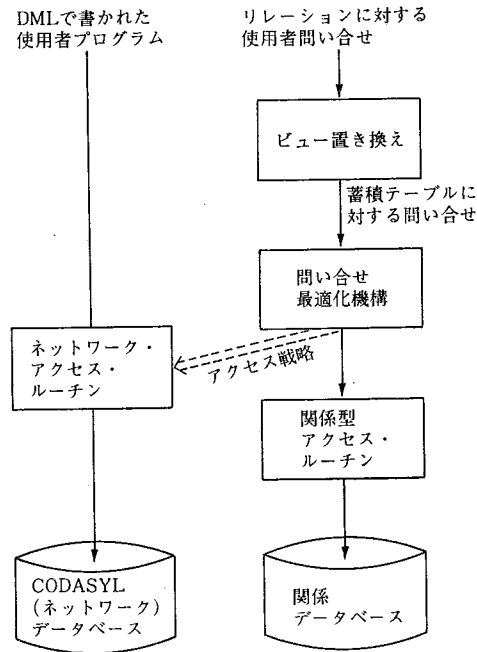 DMLで書かれた
使用者プログラム
リレーションに対する
使用者問い合せ
ビュー置き換え
蓄積テーブルに
対する問い合せ
問い合せ
最適化機構
アクセス戦略
ネットワーク・
アクセス・
ルーチン
関係型
アクセス・
ルーチン
CODASYL
(ネットワーク)
データベース
関係
データベース